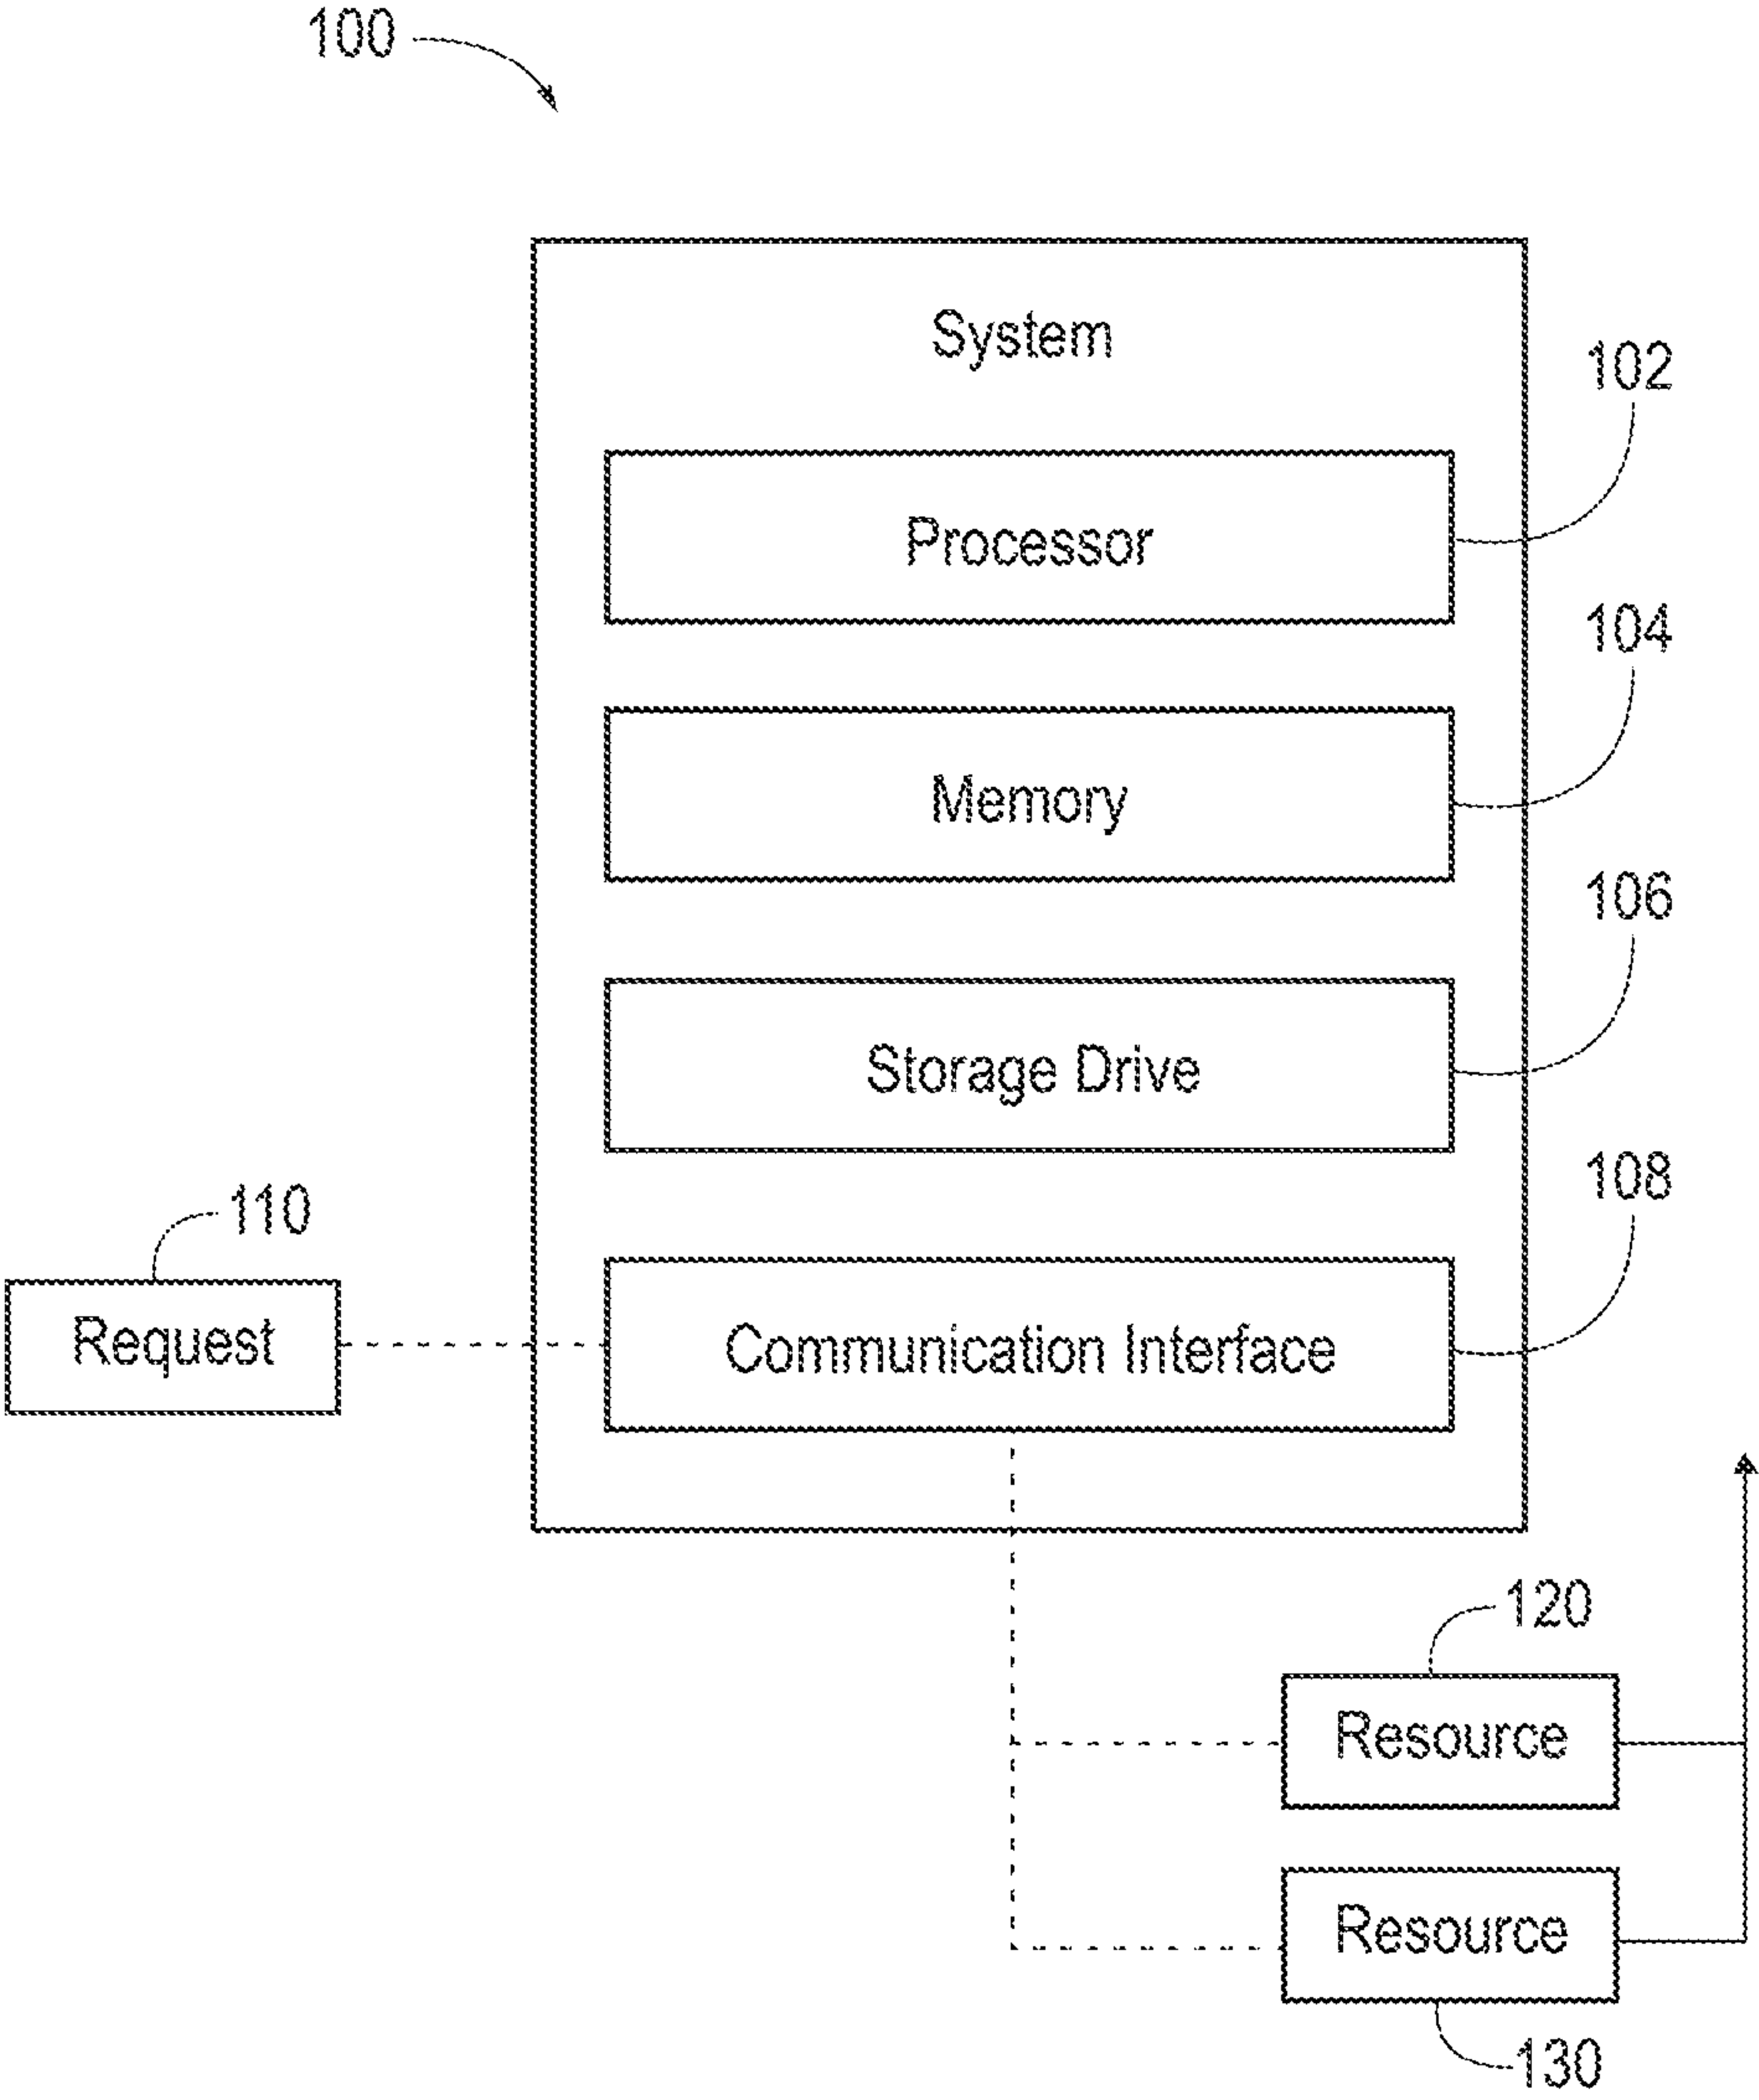 100
System
102
Processor
104
Memory
106
Storage Drive
108
110
Request
Communication Interface
120
Resource
Resource
130